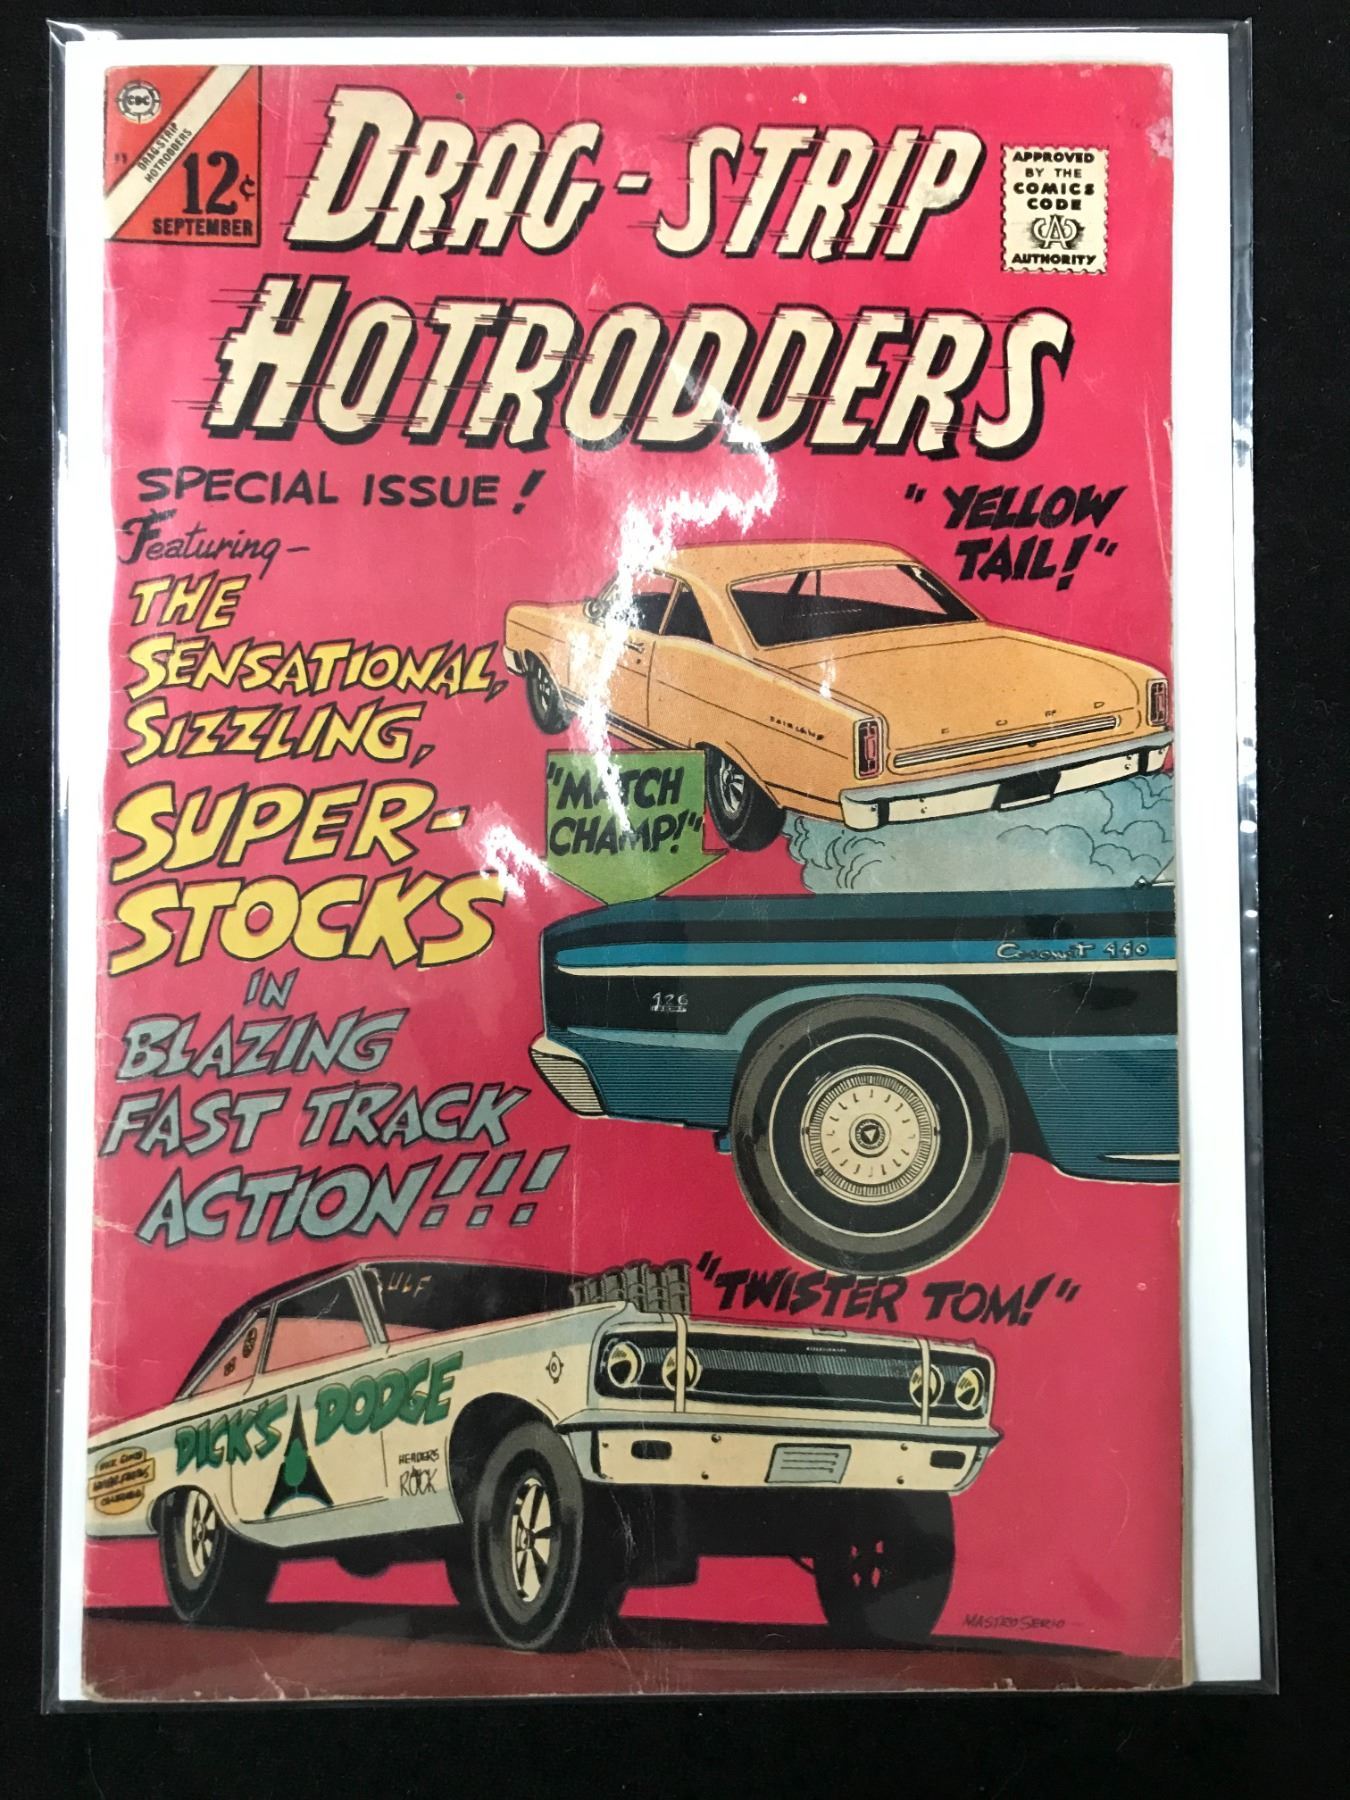 CDC
DRAG-STRIP
HOTRODDERS
12¢
SEPTEMBER
DRAG-STRIP
HOTRODDERS
APPROVED
BY THE
COMICS
CODE
CA
AUTHORITY
SPECIAL ISSUE!
Featuring-
THE
SENSATIONAL,
SIZZLING,
SUPER-
STOCKS
IN
BLAZING
FAST TRACK
ACTION!!!
"YELLOW
TAIL!"
FAIRLANE
FORD
"MATCH
CHAMP!"
Coronet 440
426
"TWISTER TOM!"
DICK'S DODGE
HEADERS
ROCK
MASTROSERIO